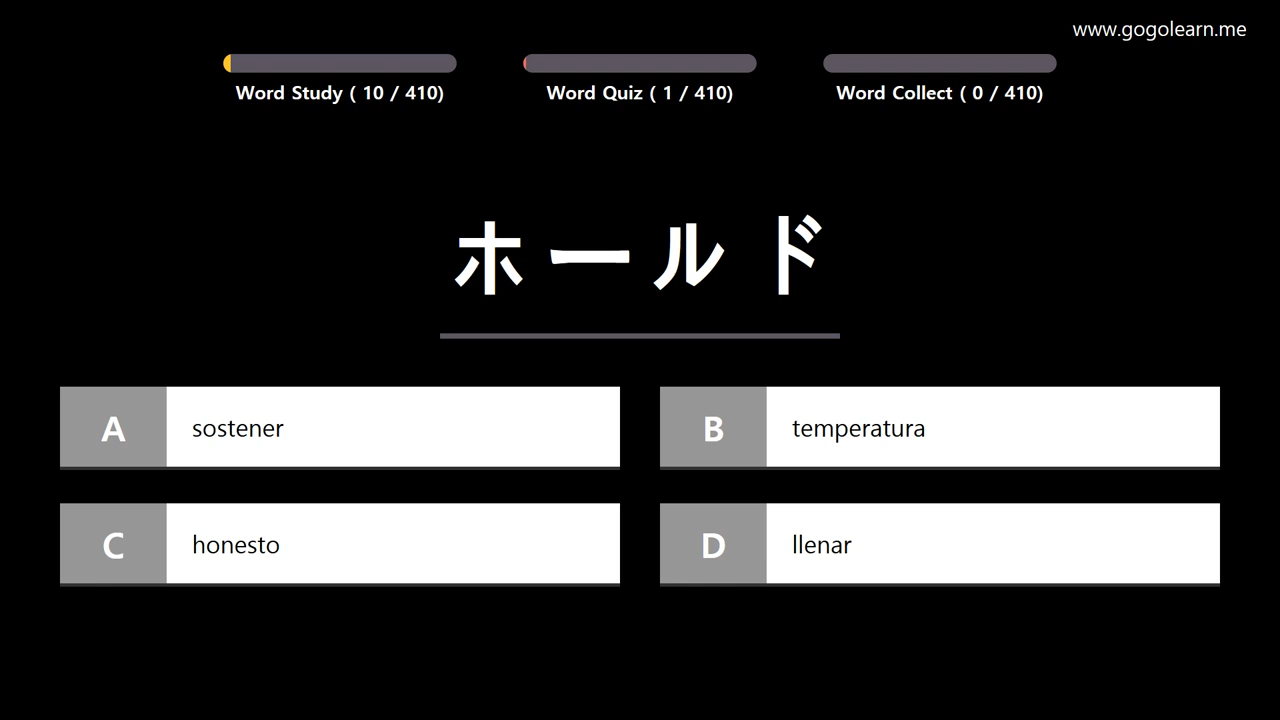 www.gogolearn.me
Word Study ( 10 / 410)
Word Quiz ( 1 / 410)
Word Collect ( 0 / 410)
ホールド
A sostener
B temperatura
C honesto
D llenar